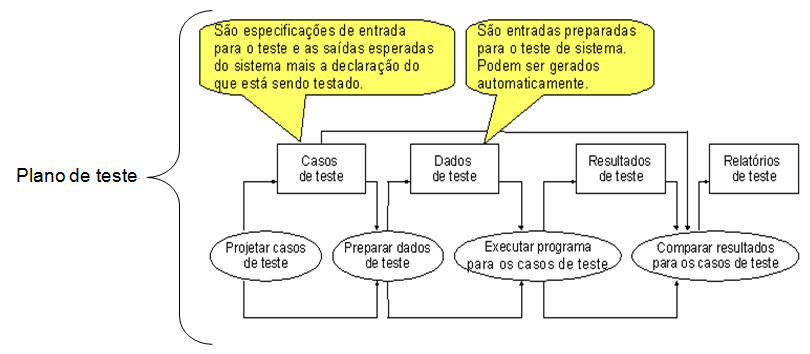 São especificações de entrada
para o teste e as saídas esperadas
do sistema mais a declaração do
que está sendo testado.
São entradas preparadas
para o teste de sistema.
Podem ser gerados
automaticamente.
Plano de teste
Casos
de teste
Dados
de teste
Resultados
de teste
Relatórios
de teste
Projetar casos
de teste
Preparar dados
de teste
Executar programa
para os casos de teste
Comparar resultados
para os casos de teste